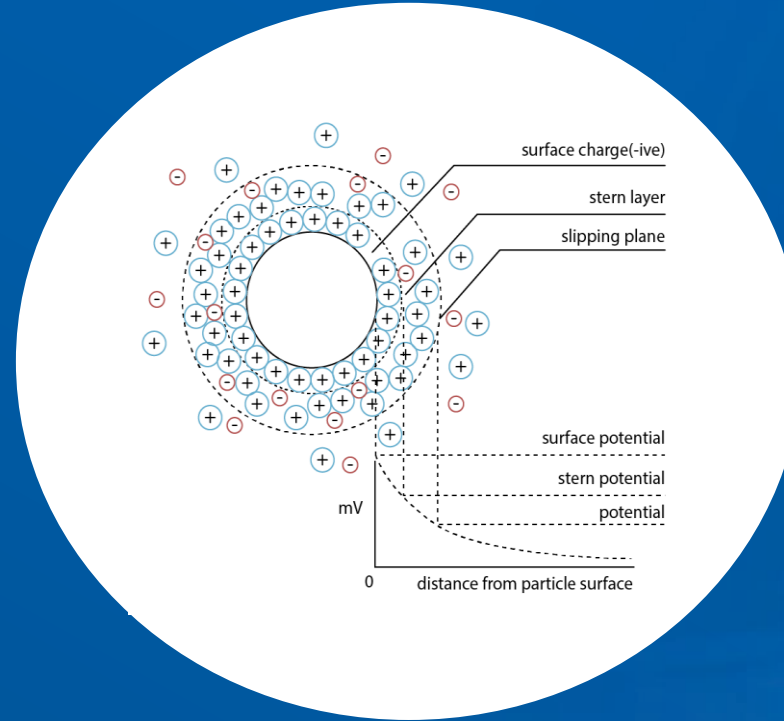 surface charge(-ive)
stern layer
slipping plane
surface potential
stern potential
potential
mV
0
distance from particle surface